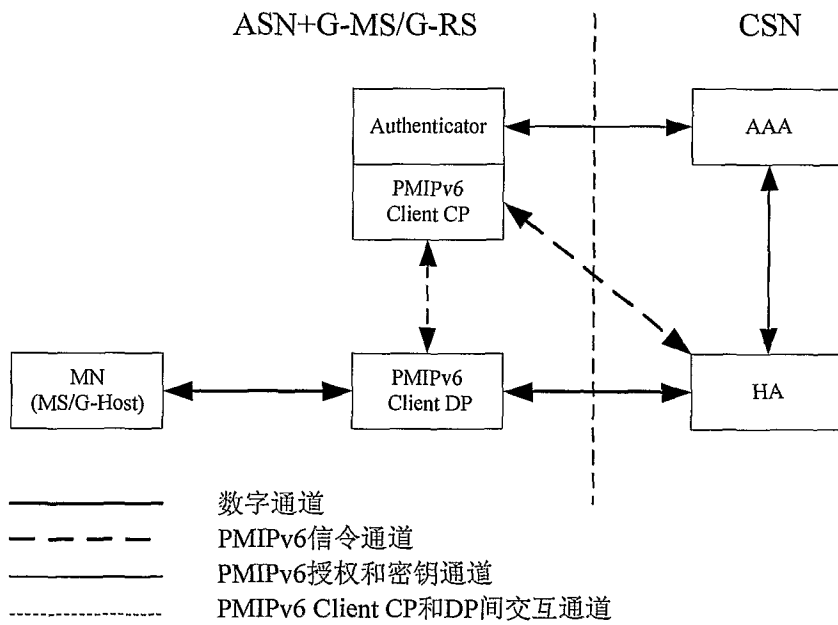 ASN+G-MS/G-RS
CSN
Authenticator
AAA
PMIPv6
Client CP
MN
(MS/G-Host)
PMIPv6
Client DP
HA
数字通道
PMIPv6信令通道
PMIPv6授权和密钥通道
PMIPv6 Client CP和DP间交互通道